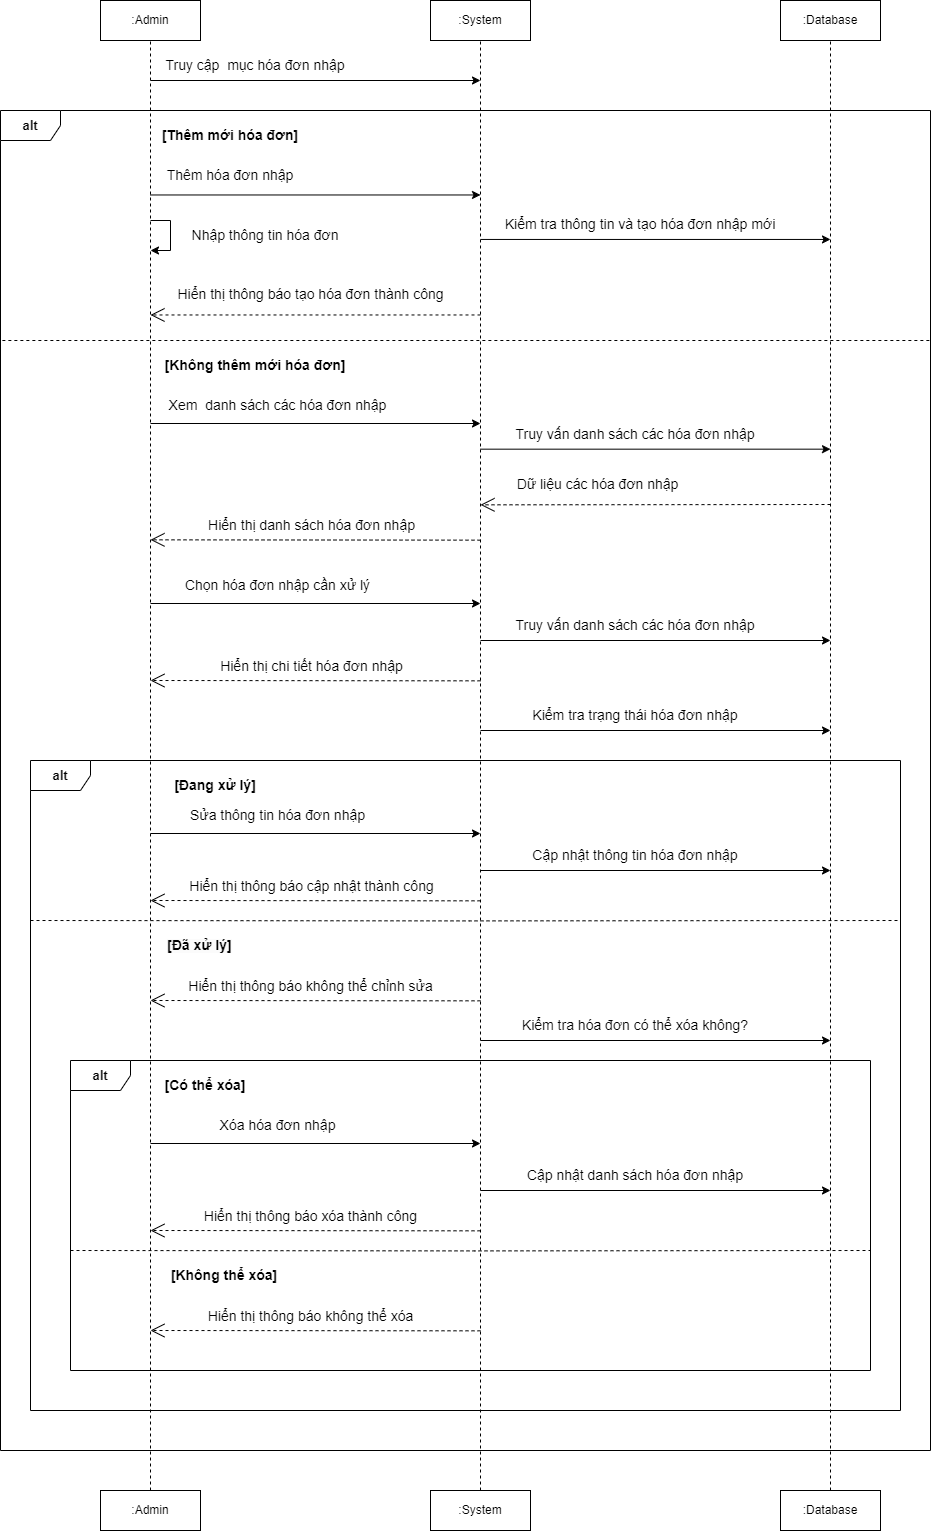 :Admin
:System
:Database
Truy cập  mục hóa đơn nhập
alt
[Thêm mới hóa đơn]
Thêm hóa đơn nhập
Kiểm tra thông tin và tạo hóa đơn nhập mới
Nhập thông tin hóa đơn
Hiển thị thông báo tạo hóa đơn thành công
[Không thêm mới hóa đơn]
Xem  danh sách các hóa đơn nhập
Truy vấn danh sách các hóa đơn nhập
Dữ liệu các hóa đơn nhập
Hiển thị danh sách hóa đơn nhập
Chọn hóa đơn nhập cần xử lý
Truy vấn danh sách các hóa đơn nhập
Hiển thị chi tiết hóa đơn nhập
Kiểm tra trạng thái hóa đơn nhập
alt
[Đang xử lý]
Sửa thông tin hóa đơn nhập
Cập nhật thông tin hóa đơn nhập
Hiển thị thông báo cập nhật thành công
[Đã xử lý]
Hiển thị thông báo không thể chỉnh sửa
Kiểm tra hóa đơn có thể xóa không?
alt
[Có thể xóa]
Xóa hóa đơn nhập
Cập nhật danh sách hóa đơn nhập
Hiển thị thông báo xóa thành công
[Không thể xóa]
Hiển thị thông báo không thể xóa
:Admin
:System
:Database